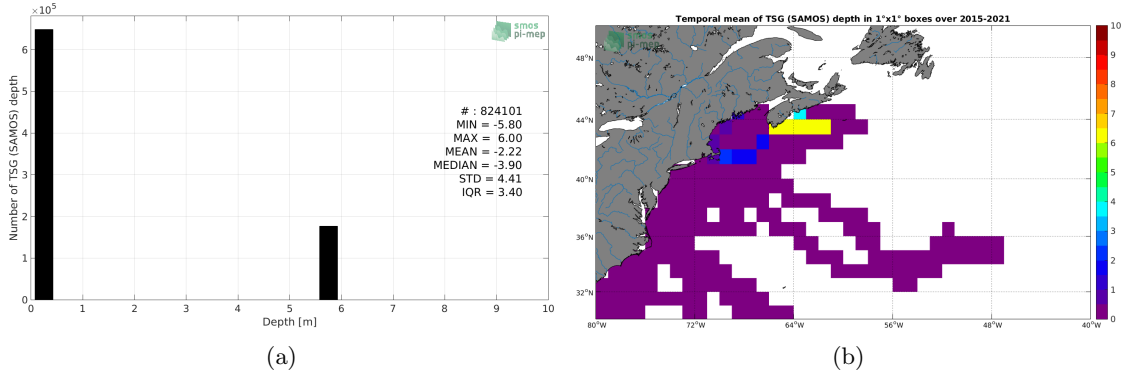 ×10⁵
smos
pi-mep
Number of TSG (SAMOS) depth
6
5
4
3
2
1
0
# : 824101
MIN = -5.80
MAX = 6.00
MEAN = -2.22
MEDIAN = -3.90
STD = 4.41
IQR = 3.40
0 1 2 3 4 5 6 7 8 9 10
Depth [m]
(a)
Temporal mean of TSG (SAMOS) depth in 1°x1° boxes over 2015-2021
smos
pi-mep
48°N
44°N
40°N
36°N
32°N
80°W 72°W 64°W 56°W 48°W 40°W
10
9
8
7
6
5
4
3
2
1
0
(b)